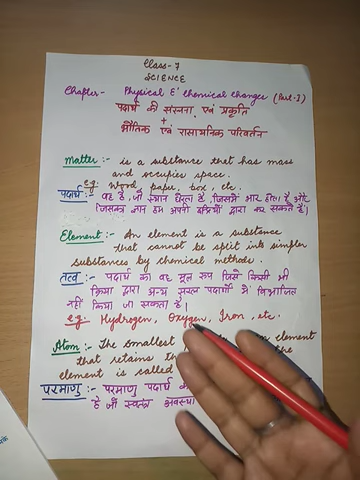 Class-7
SCIENCE
Chapter- Physical & Chemical Changes (Part-I)
पदार्थ की संरचना एवं प्रकृति
+
भौतिक एवं रासायनिक परिवर्तन
Matter:- is a substance that has mass
and occupies space.
eg. Wood, paper, box, etc.
पदार्थ:- वह है, जो स्थान घेरता है, जिसमें भार होता है और
जिसका ज्ञान हम अपनी इन्द्रियों द्वारा कर सकते हैं।
Element:- An element is a substance
that cannot be split into simpler
substances by chemical methods.
तत्व:- पदार्थ का वह मूल रूप जिसे किसी भी
क्रिया द्वारा अन्य सरल पदार्थों में विभाजित
नहीं किया जा सकता है।
eg. Hydrogen, Oxygen, Iron, etc.
Atom:- The smallest element
that retains the
element is called
परमाणु:- परमाणु पदार्थ
है जो स्वतंत्र अवस्था